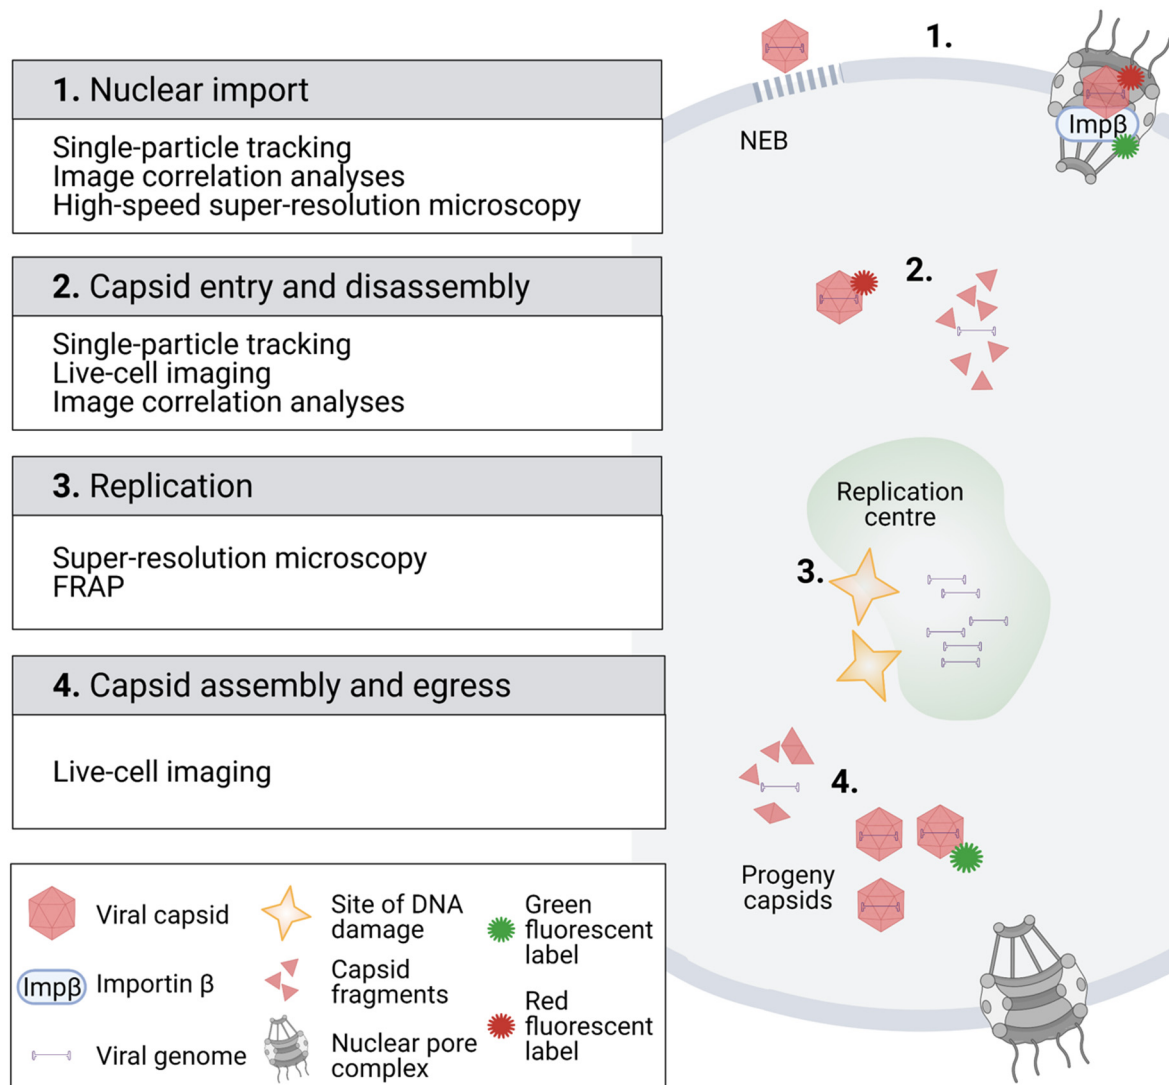 1. Nuclear import
Single-particle tracking
Image correlation analyses
High-speed super-resolution microscopy
2. Capsid entry and disassembly
Single-particle tracking
Live-cell imaging
Image correlation analyses
3. Replication
Super-resolution microscopy
FRAP
4. Capsid assembly and egress
Live-cell imaging
Viral capsid
Impβ
Importin β
Viral genome
Site of DNA
damage
Capsid
fragments
Nuclear pore
complex
Green
fluorescent
label
Red
fluorescent
label
1.
NEB
Impβ
2.
Replication
centre
3.
4.
Progeny
capsids